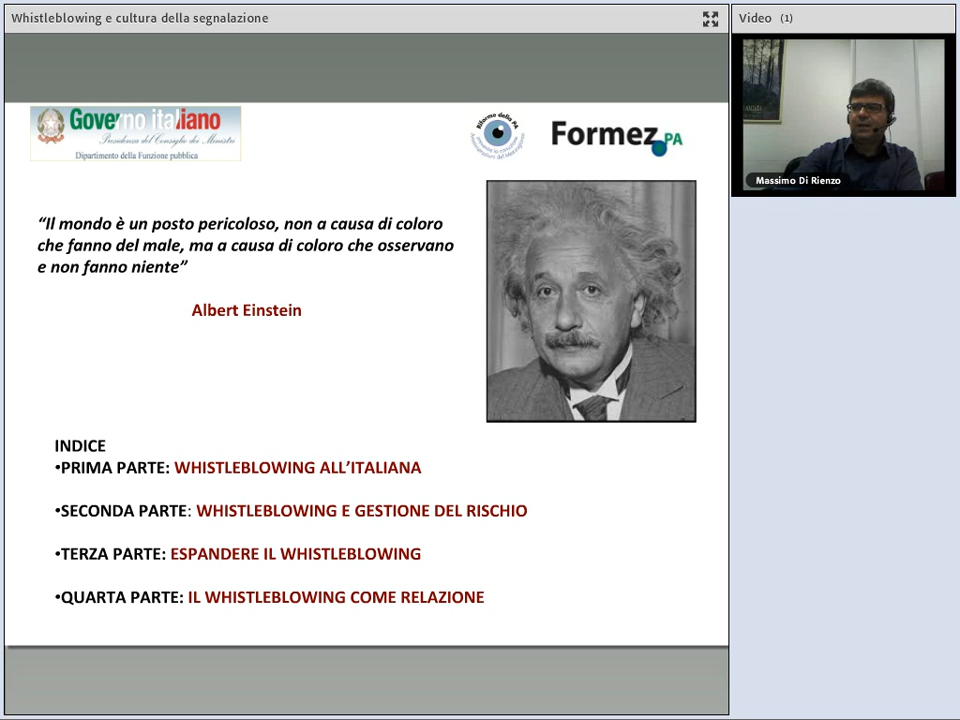 Whistleblowing e cultura della segnalazione
Video (1)
Massimo Di Rienzo
Governo italiano
Presidenza del Consiglio dei Ministri
Dipartimento della Funzione pubblica
Riforme della PA
Formez PA
“Il mondo è un posto pericoloso, non a causa di coloro
che fanno del male, ma a causa di coloro che osservano
e non fanno niente”
Albert Einstein
INDICE
•PRIMA PARTE: WHISTLEBLOWING ALL’ITALIANA
•SECONDA PARTE: WHISTLEBLOWING E GESTIONE DEL RISCHIO
•TERZA PARTE: ESPANDERE IL WHISTLEBLOWING
•QUARTA PARTE: IL WHISTLEBLOWING COME RELAZIONE